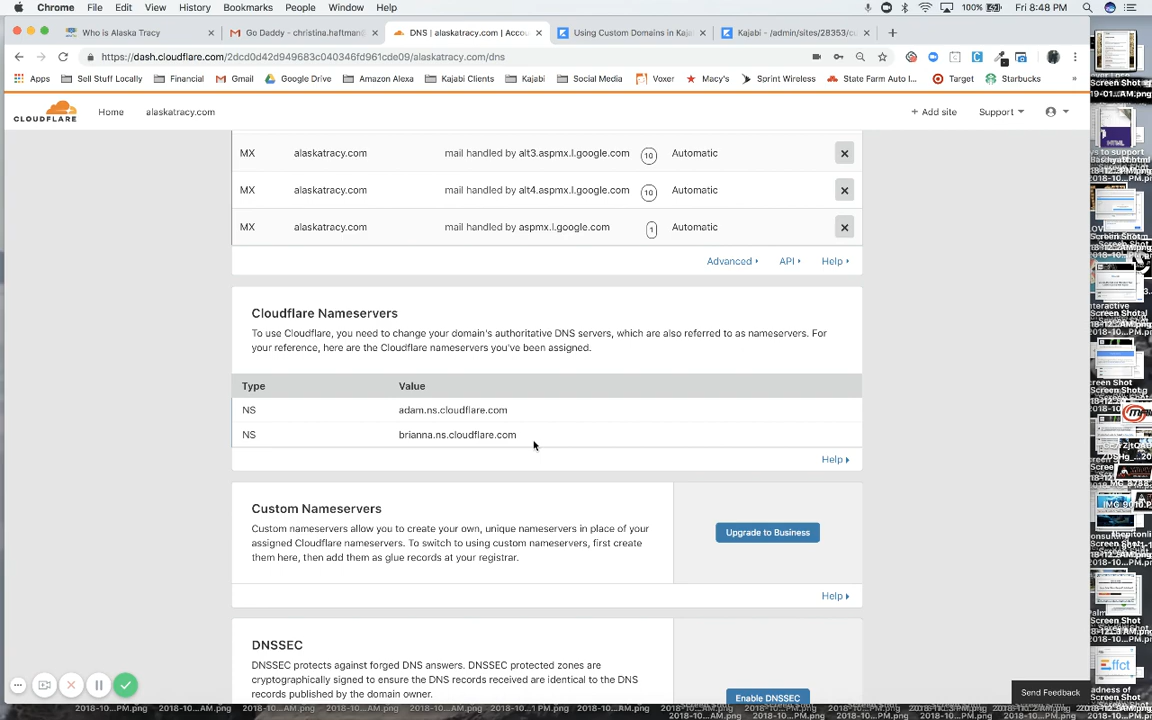 Chrome File Edit View History Bookmarks People Window Help
100% Fri 8:48 PM
Who is Alaska Tracy
Go Daddy - christina.haftman@
DNS | alaskatracy.com | Accou
Using Custom Domains in Kajab
Kajabi - /admin/sites/28353/cu
Apps Sell Stuff Locally Financial Gmail Google Drive Amazon Alexa Kajabi Clients Kajabi Social Media Voxer Macy's Sprint Wireless State Farm Auto I... Target Starbucks
CLOUDFLARE
Home alaskatracy.com + Add site Support
MX alaskatracy.com mail handled by alt3.aspmx.l.google.com 10 Automatic
MX alaskatracy.com mail handled by alt4.aspmx.l.google.com 10 Automatic
MX alaskatracy.com mail handled by aspmx.l.google.com 1 Automatic
Advanced API Help
Cloudflare Nameservers
To use Cloudflare, you need to change your domain's authoritative DNS servers, which are also referred to as nameservers. For
your reference, here are the Cloudflare nameservers you've been assigned.
Type Value
NS adam.ns.cloudflare.com
NS brianna.ns.cloudflare.com
Help
Custom Nameservers
Custom nameservers allow you to create your own, unique nameservers in place of your
assigned Cloudflare nameservers. To switch to using custom nameservers, first create
them here, then add them as glue records at your registrar.
Upgrade to Business
Help
DNSSEC
DNSSEC protects against forged DNS answers. DNSSEC protected zones are
cryptographically signed to ensure the DNS records received are identical to the DNS
records published by the domain owner.
Enable DNSSEC
Send Feedback